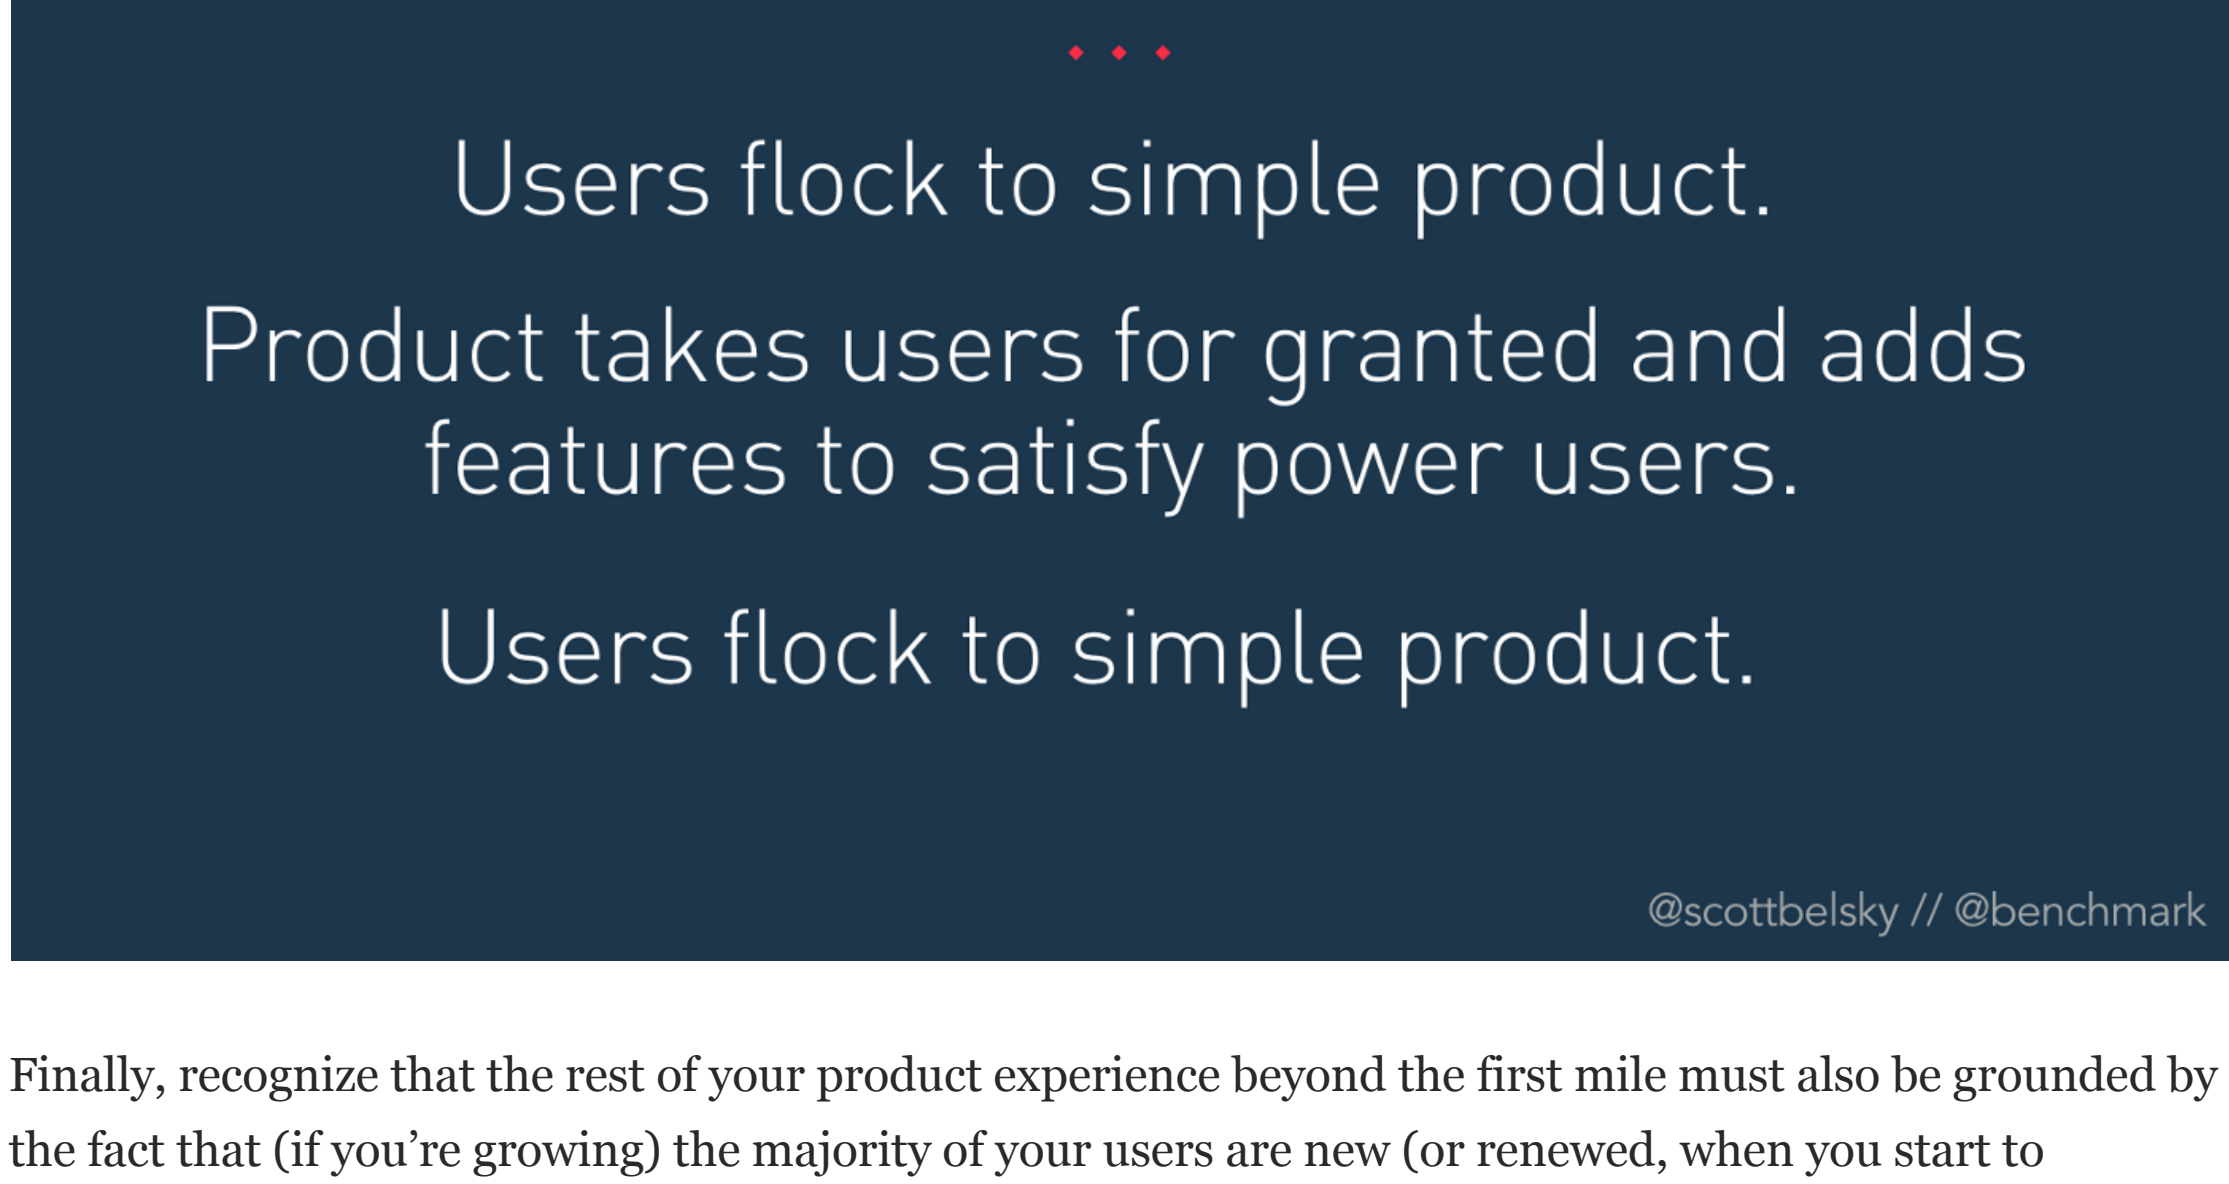 Users flock to simple product.
Product takes users for granted and adds
features to satisfy power users.
Users flock to simple product.
@scottbelsky // @benchmark
Finally, recognize that the rest of your product experience beyond the first mile must also be grounded by
the fact that (if you’re growing) the majority of your users are new (or renewed, when you start to